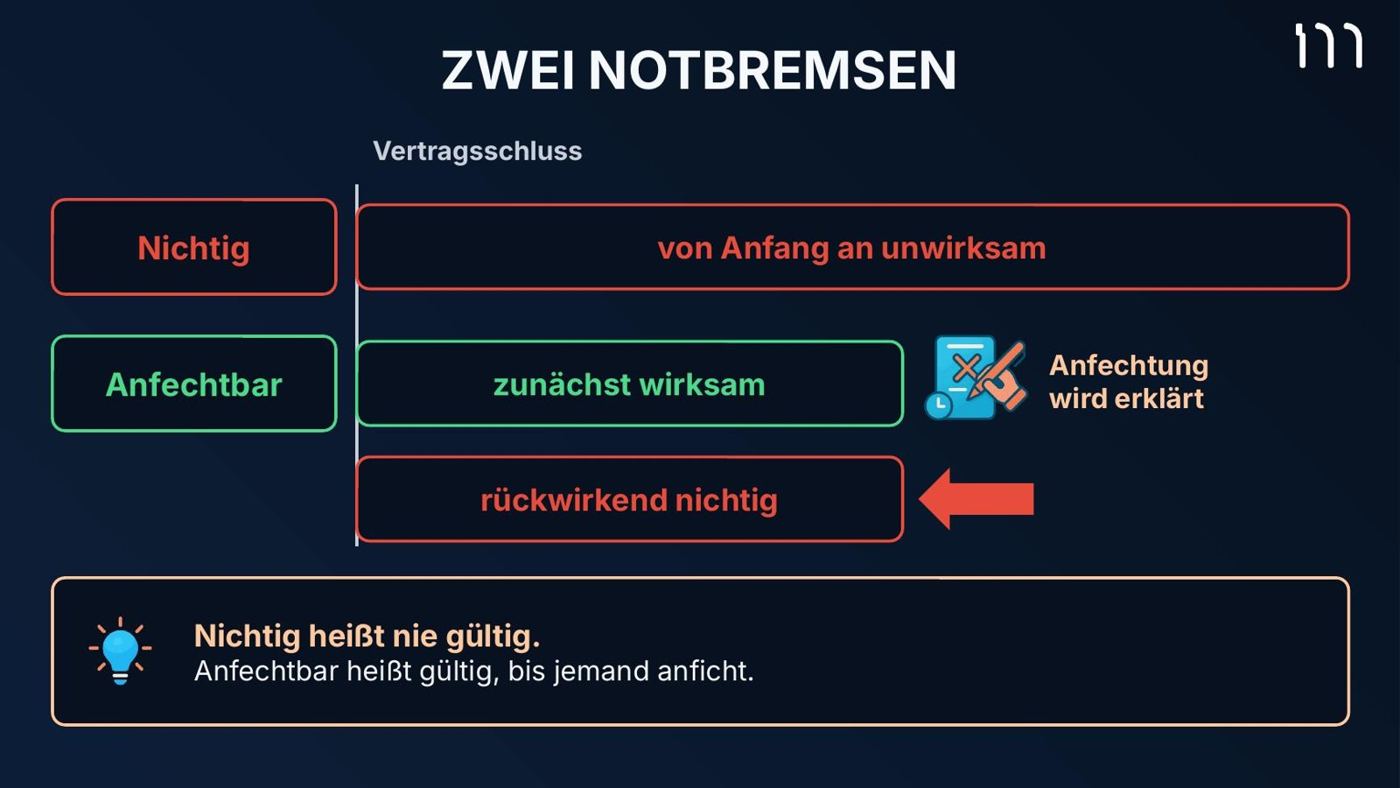 ZWEI NOTBREMSEN
Vertragsschluss
Nichtig
von Anfang an unwirksam
Anfechtbar
zunächst wirksam
Anfechtung
wird erklärt
rückwirkend nichtig
Nichtig heißt nie gültig.
Anfechtbar heißt gültig, bis jemand anficht.